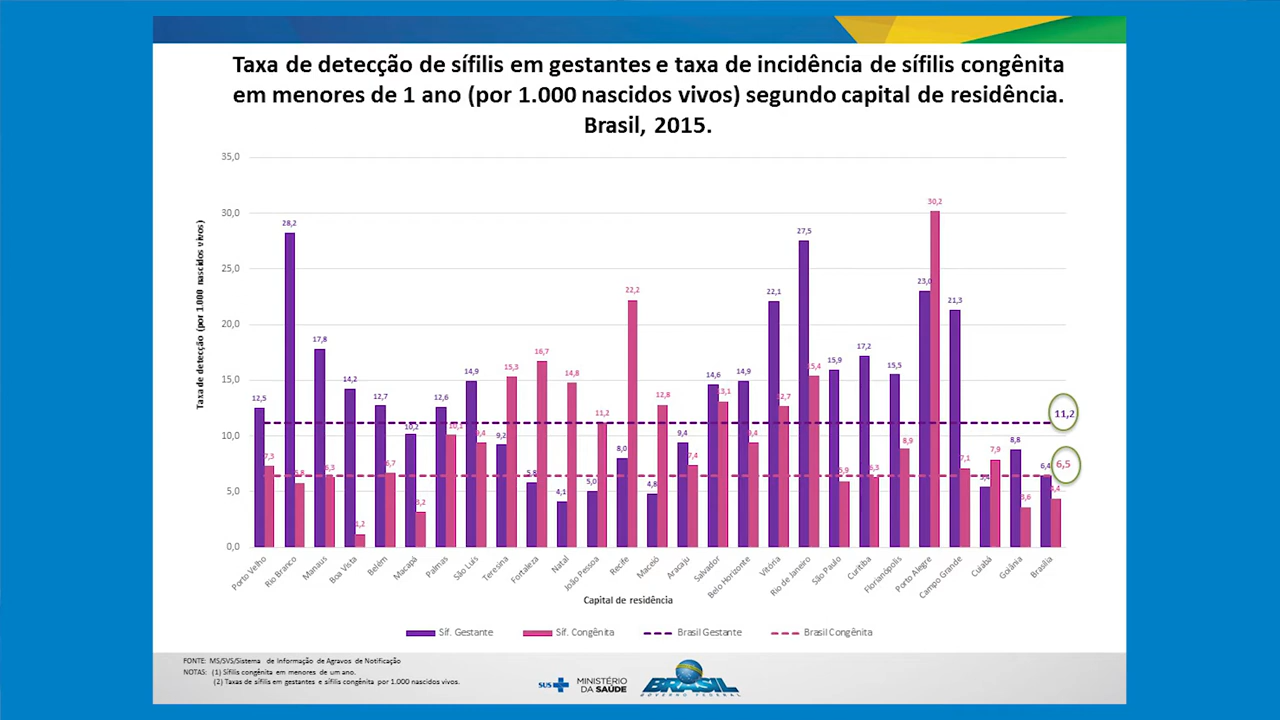 Taxa de detecção de sífilis em gestantes e taxa de incidência de sífilis congênita
em menores de 1 ano (por 1.000 nascidos vivos) segundo capital de residência.
Brasil, 2015.
Taxa de detecção (por 1.000 nascidos vivos)
35,0
30,0
25,0
20,0
15,0
10,0
5,0
0,0
12,5
7,3
28,2
17,8
6,3
14,2
1,2
12,7
6,7
10,2
3,2
12,6
14,9
9,4
9,2
15,3
16,7
4,1
14,8
5,0
11,2
8,0
22,2
4,8
12,8
9,4
7,4
14,6
13,1
14,9
9,4
22,1
12,7
27,5
15,4
15,9
5,9
17,2
6,3
15,5
8,9
23,0
30,2
21,3
7,1
7,9
8,8
3,6
6,4
4,4
11,2
6,5
Porto Velho
Rio Branco
Manaus
Boa Vista
Belém
Macapá
Palmas
São Luís
Teresina
Fortaleza
Natal
João Pessoa
Recife
Maceió
Aracaju
Salvador
Belo Horizonte
Vitória
Rio de Janeiro
São Paulo
Curitiba
Florianópolis
Porto Alegre
Campo Grande
Cuiabá
Goiânia
Brasília
Capital de residência
Síf. Gestante
Síf. Congênita
Brasil Gestante
Brasil Congênita
FONTE: MS/SVS/Sistema de Informação de Agravos de Notificação
NOTAS: (1) Sífilis congênita em menores de um ano.
(2) Taxas de sífilis em gestantes e sífilis congênita por 1.000 nascidos vivos.
SUS
MINISTÉRIO
DA SAÚDE
BRASIL
GOVERNO FEDERAL